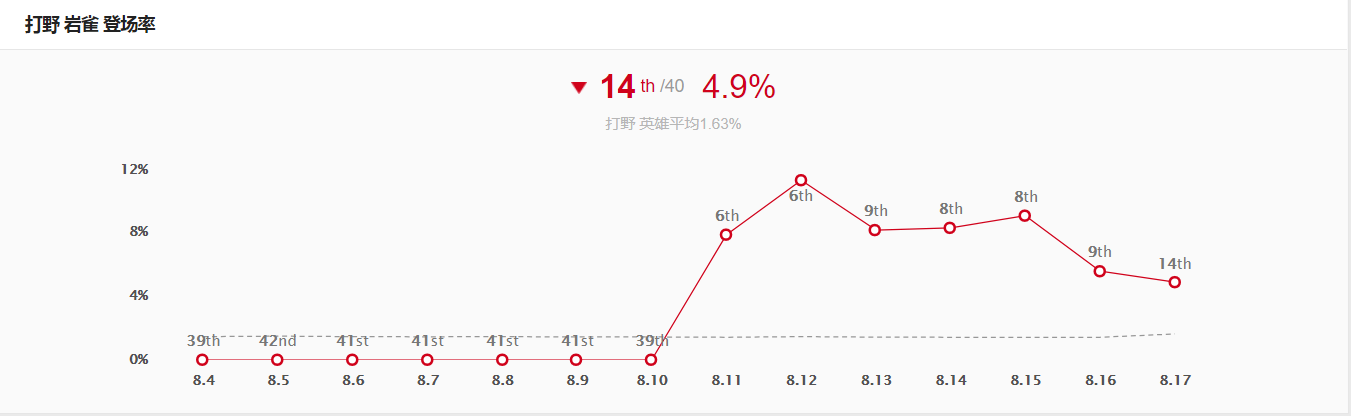 打野 岩雀 登场率
14 th /40 4.9%
打野 英雄平均1.63%
12%
8%
4%
0%
39th 42nd 41st 41st 41st 41st 39th 6th 6th 9th 8th 8th 9th 14th
8.4 8.5 8.6 8.7 8.8 8.9 8.10 8.11 8.12 8.13 8.14 8.15 8.16 8.17